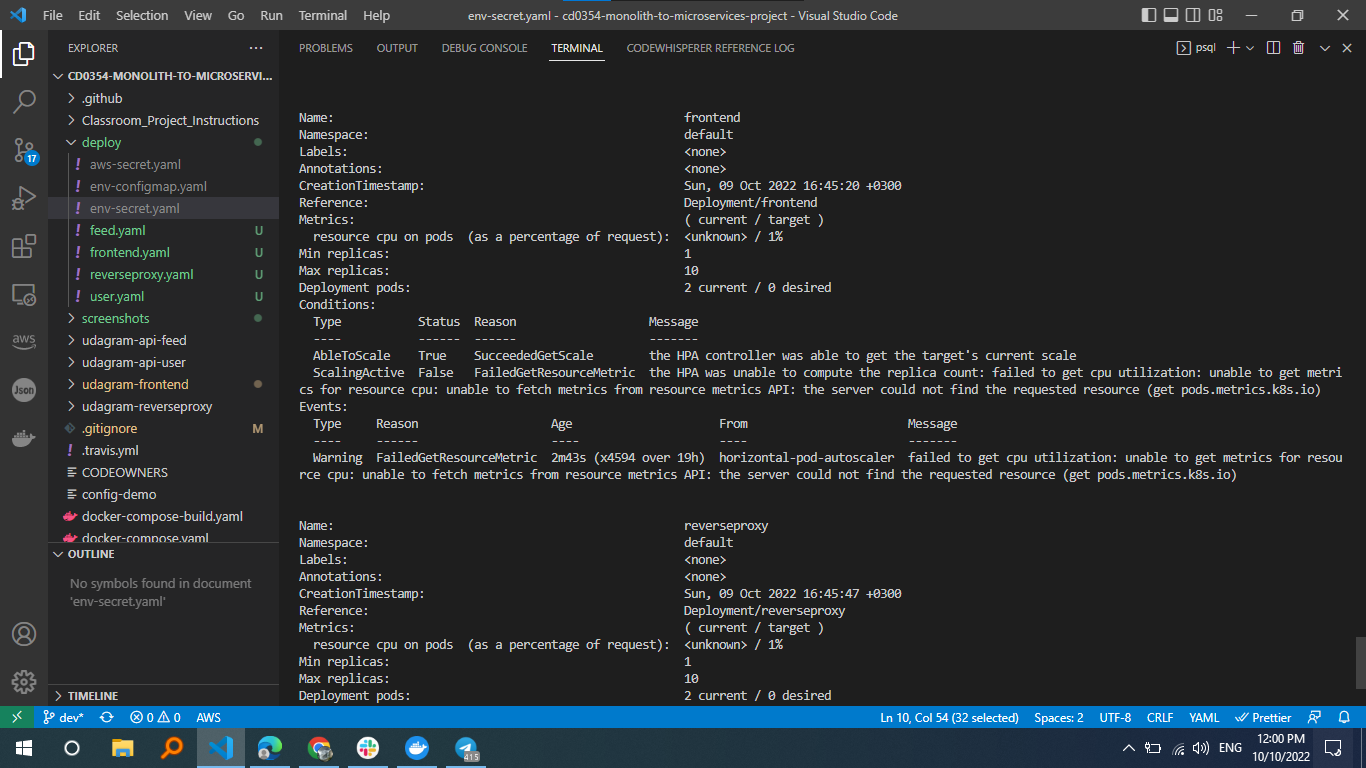 File Edit Selection View Go Run Terminal Help
env-secret.yaml - cd0354-monolith-to-microservices-project - Visual Studio Code
EXPLORER
PROBLEMS OUTPUT DEBUG CONSOLE TERMINAL CODEWHISPERER REFERENCE LOG
psql
CD0354-MONOLITH-TO-MICROSERVI...
.github
Classroom_Project_Instructions
deploy
! aws-secret.yaml
! env-configmap.yaml
! env-secret.yaml
! feed.yaml U
! frontend.yaml U
! reverseproxy.yaml U
! user.yaml U
screenshots
udagram-api-feed
udagram-api-user
udagram-frontend
udagram-reverseproxy
.gitignore M
! .travis.yml
CODEOWNERS
config-demo
docker-compose-build.yaml
docker-compose.yaml
OUTLINE
No symbols found in document
'env-secret.yaml'
TIMELINE
17
aws
Json
Name: frontend
Namespace: default
Labels: <none>
Annotations: <none>
CreationTimestamp: Sun, 09 Oct 2022 16:45:20 +0300
Reference: Deployment/frontend
Metrics: ( current / target )
resource cpu on pods (as a percentage of request): <unknown> / 1%
Min replicas: 1
Max replicas: 10
Deployment pods: 2 current / 0 desired
Conditions:
Type Status Reason Message
---- ------ ------ -------
AbleToScale True SucceededGetScale the HPA controller was able to get the target's current scale
ScalingActive False FailedGetResourceMetric the HPA was unable to compute the replica count: failed to get cpu utilization: unable to get metri
cs for resource cpu: unable to fetch metrics from resource metrics API: the server could not find the requested resource (get pods.metrics.k8s.io)
Events:
Type Reason Age From Message
---- ------ ---- ---- -------
Warning FailedGetResourceMetric 2m43s (x4594 over 19h) horizontal-pod-autoscaler failed to get cpu utilization: unable to get metrics for resou
rce cpu: unable to fetch metrics from resource metrics API: the server could not find the requested resource (get pods.metrics.k8s.io)
Name: reverseproxy
Namespace: default
Labels: <none>
Annotations: <none>
CreationTimestamp: Sun, 09 Oct 2022 16:45:47 +0300
Reference: Deployment/reverseproxy
Metrics: ( current / target )
resource cpu on pods (as a percentage of request): <unknown> / 1%
Min replicas: 1
Max replicas: 10
Deployment pods: 2 current / 0 desired
dev* 0 0 AWS
Ln 10, Col 54 (32 selected) Spaces: 2 UTF-8 CRLF YAML Prettier
415
ENG
12:00 PM
10/10/2022